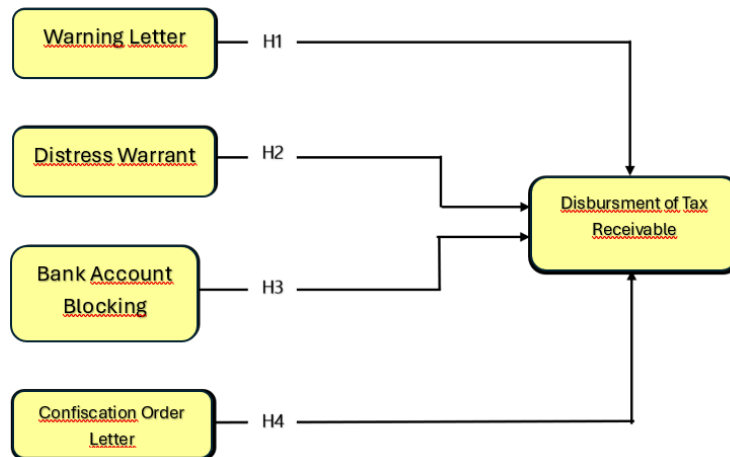 Warning Letter
H1
Distress Warrant
H2
Disbursment of Tax
Receivable
Bank Account
Blocking
H3
Confiscation Order
Letter
H4